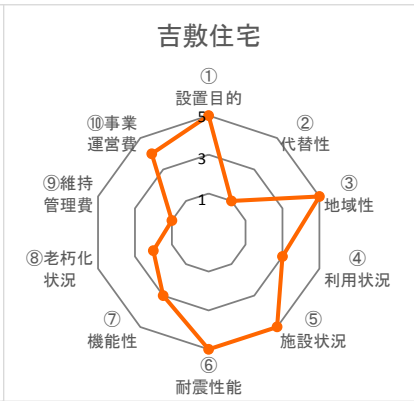 吉敷住宅
①
設置目的
②
代替性
③
地域性
④
利用状況
⑤
施設状況
⑥
耐震性能
⑦
機能性
⑧老朽化
状況
⑨維持
管理費
⑩事業
運営費
5
3
1